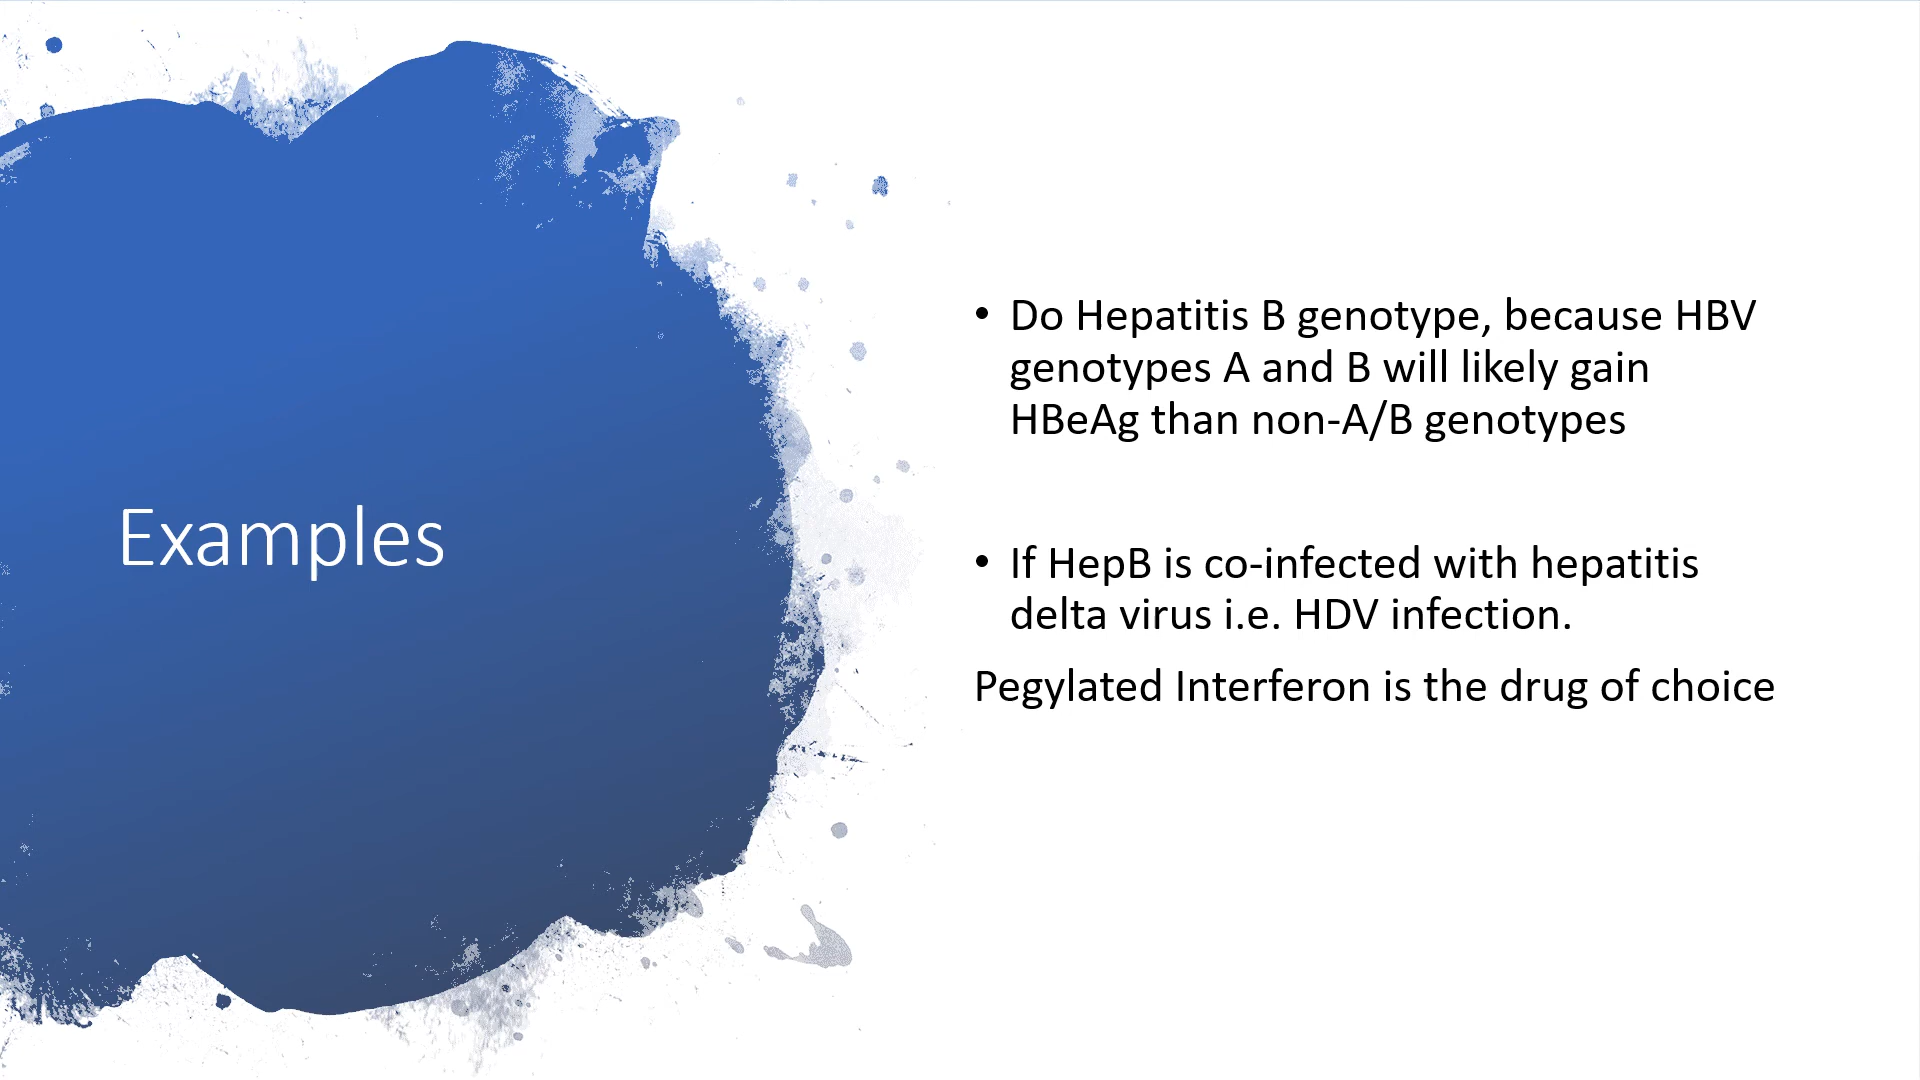 Examples
• Do Hepatitis B genotype, because HBV
genotypes A and B will likely gain
HBeAg than non-A/B genotypes
• If HepB is co-infected with hepatitis
delta virus i.e. HDV infection.
Pegylated Interferon is the drug of choice